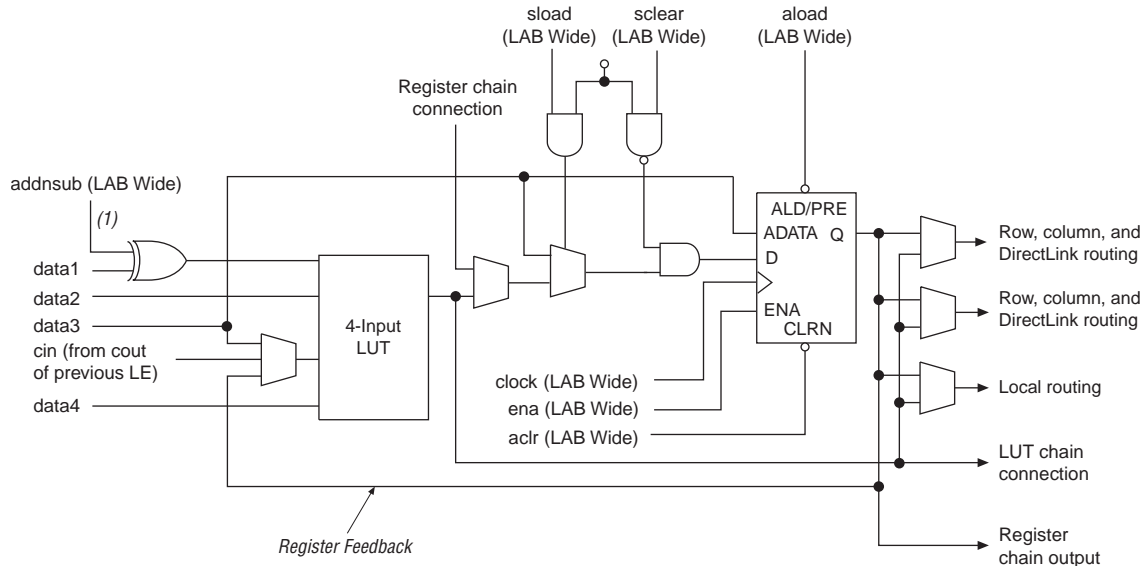 sload
(LAB Wide)
sclear
(LAB Wide)
aload
(LAB Wide)
Register chain
connection
addnsub (LAB Wide)
(1)
data1
data2
data3
cin (from cout
of previous LE)
data4
4-Input
LUT
ALD/PRE
ADATA Q
D
ENA
CLRN
clock (LAB Wide)
ena (LAB Wide)
aclr (LAB Wide)
Row, column, and
DirectLink routing
Row, column, and
DirectLink routing
Local routing
LUT chain
connection
Register
chain output
Register Feedback